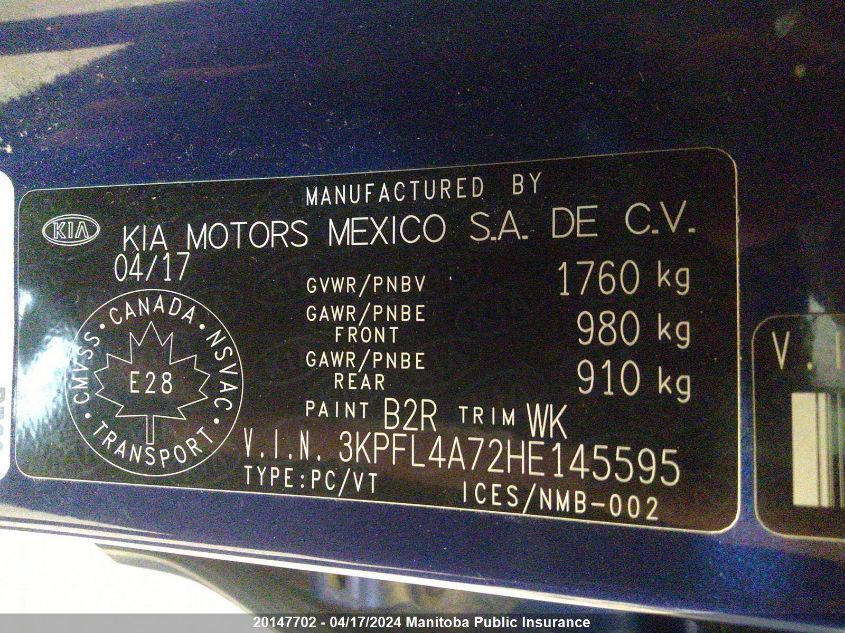 MANUFACTURED BY
KIA
KIA MOTORS MEXICO S.A. DE C.V.
04/17
GVWR/PNBV 1760 kg
GAWR/PNBE FRONT 980 kg
GAWR/PNBE REAR 910 kg
CMVSS · CANADA · NSVAC · TRANSPORT ·
E28
PAINT B2R TRIM WK
V.I.N. 3KPFL4A72HE145595
TYPE:PC/VT ICES/NMB-002
V.I
20147702 - 04/17/2024 Manitoba Public Insurance